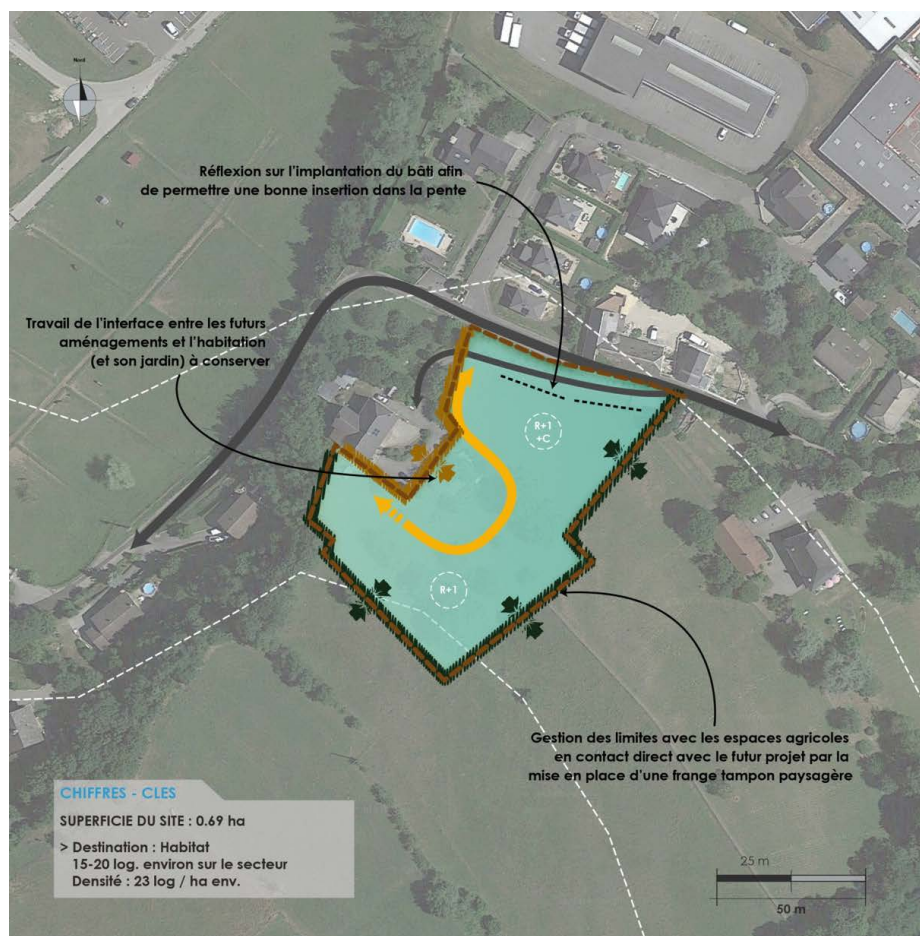 Nord
Réflexion sur l'implantation du bâti afin
de permettre une bonne insertion dans la pente
Travail de l'interface entre les futurs
aménagements et l'habitation
(et son jardin) à conserver
R+1
+C
R+1
Gestion des limites avec les espaces agricoles
en contact direct avec le futur projet par la
mise en place d'une frange tampon paysagère
CHIFFRES - CLES
SUPERFICIE DU SITE : 0.69 ha
> Destination : Habitat
15-20 log. environ sur le secteur
Densité : 23 log / ha env.
25 m
50 m